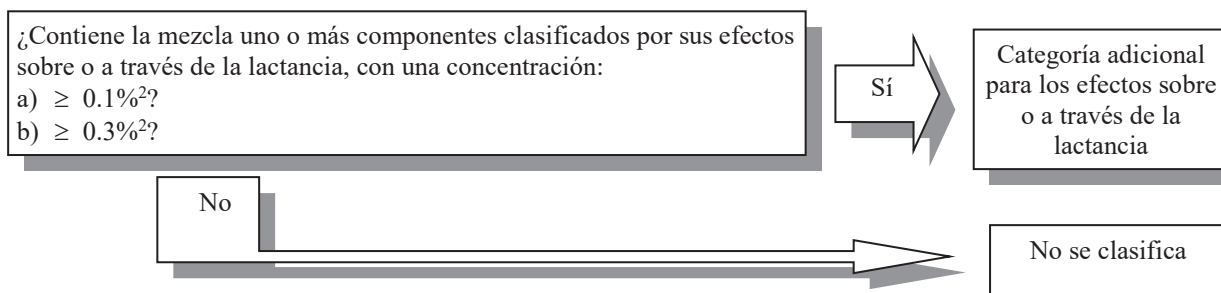 ¿Contiene la mezcla uno o más componentes clasificados por sus efectos
sobre o a través de la lactancia, con una concentración:
a) ≥ 0.1%²?
b) ≥ 0.3%²?
Sí
Categoría adicional
para los efectos sobre
o a través de la
lactancia
No
No se clasifica